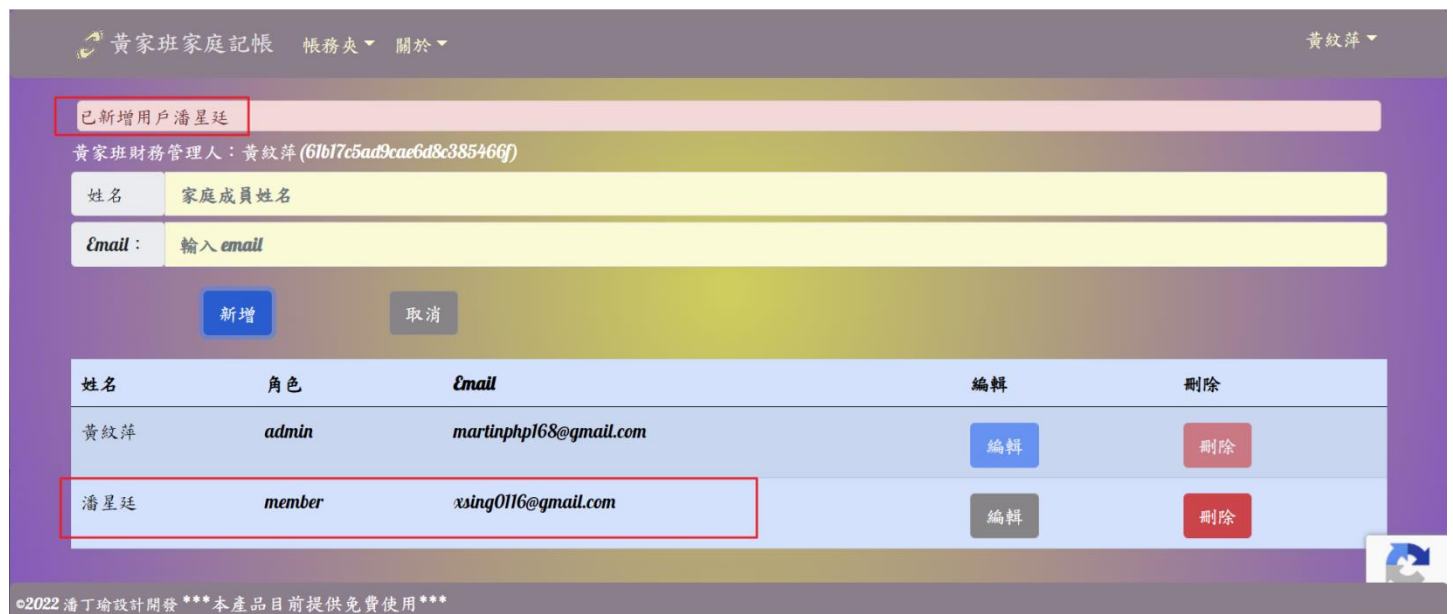 黃家班家庭記帳 帳務夾 關於 黃紋萍
已新增用戶潘星廷
黃家班財務管理人：黃紋萍(61b17c5ad9cae6d8c385466f)
姓名 家庭成員姓名
Email： 輸入email
新增 取消
姓名 角色 Email 編輯 刪除
黃紋萍 admin martinphp168@gmail.com 編輯 刪除
潘星廷 member xsing0116@gmail.com 編輯 刪除
©2022 潘丁瑜設計開發***本產品目前提供免費使用***